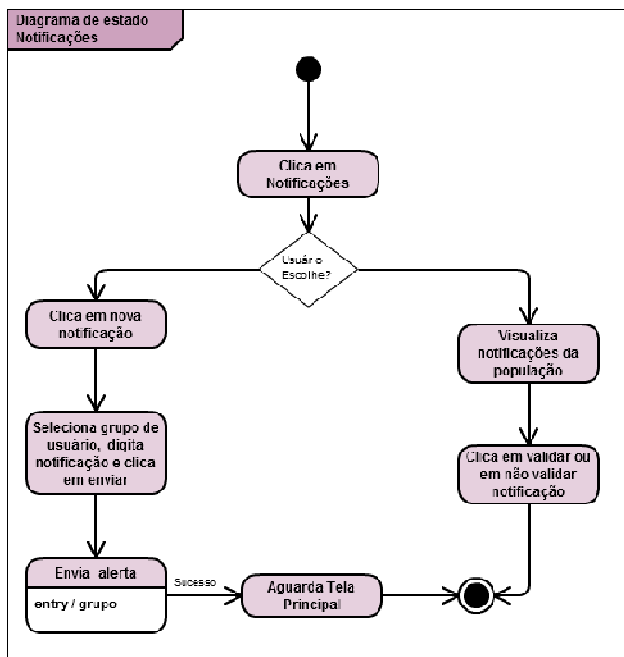 Diagrama de estado
Notificações
Clica em
Notificações
Usuário
Escolhe?
Clica em nova
notificação
Visualiza
notificações da
população
Seleciona grupo de
usuário, digita
notificação e clica
em enviar
Clica em validar ou
em não validar
notificação
Envia alerta
entry / grupo
Sucesso
Aguarda Tela
Principal